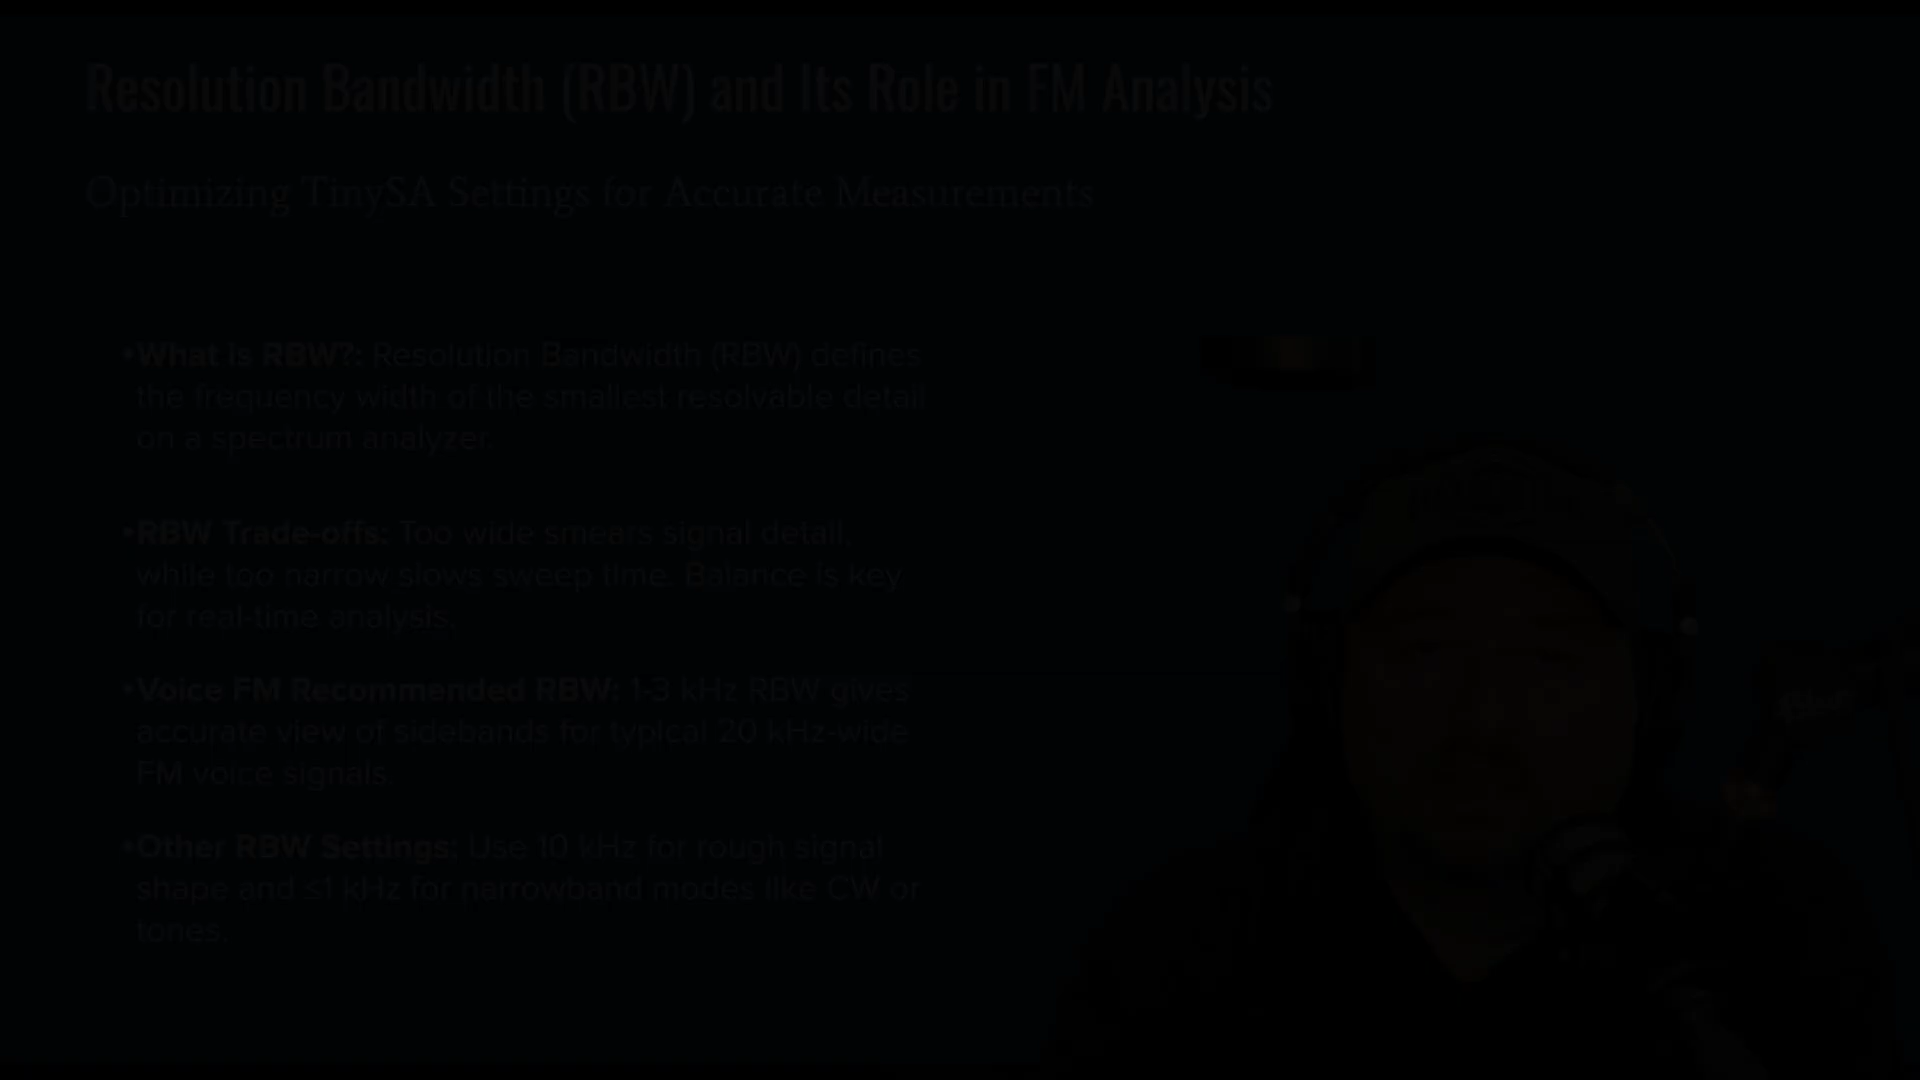 Resolution Bandwidth (RBW) and Its Role in FM Analysis
Optimizing TinySA Settings for Accurate Measurements
•What is RBW?: Resolution Bandwidth (RBW) defines
the frequency width of the smallest resolvable detail
on a spectrum analyzer.
•RBW Trade-offs: Too wide smears signal detail,
while too narrow slows sweep time. Balance is key
for real-time analysis.
•Voice FM Recommended RBW: 1-3 kHz RBW gives
accurate view of sidebands for typical 20 kHz-wide
FM voice signals.
•Other RBW Settings: Use 10 kHz for rough signal
shape and ≤1 kHz for narrowband modes like CW or
tones.